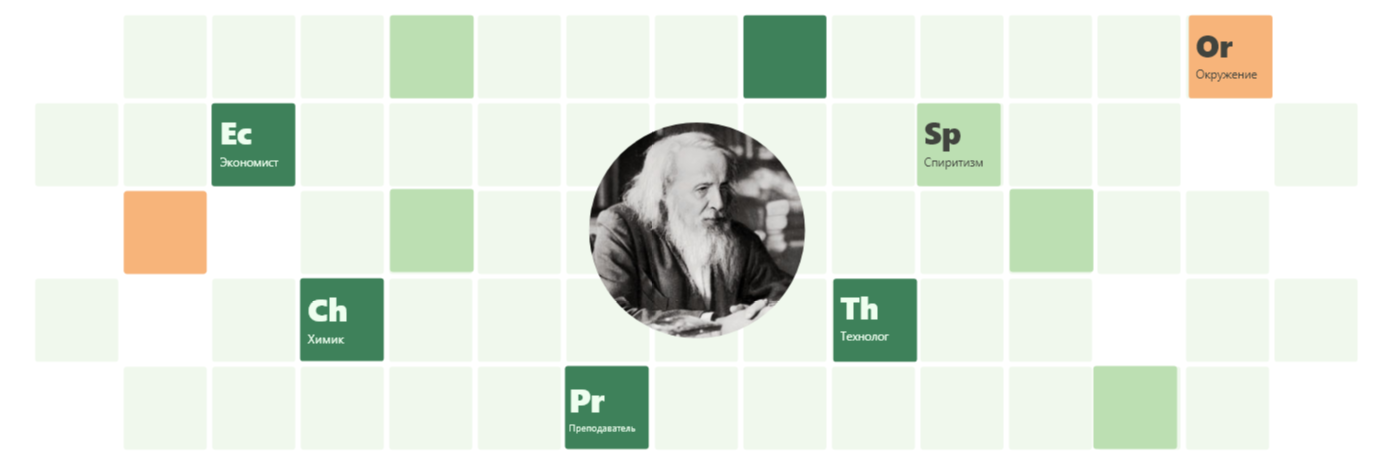 Or
Окружение
Ec
Экономист
Sp
Спиритизм
Ch
Химик
Th
Технолог
Pr
Преподаватель